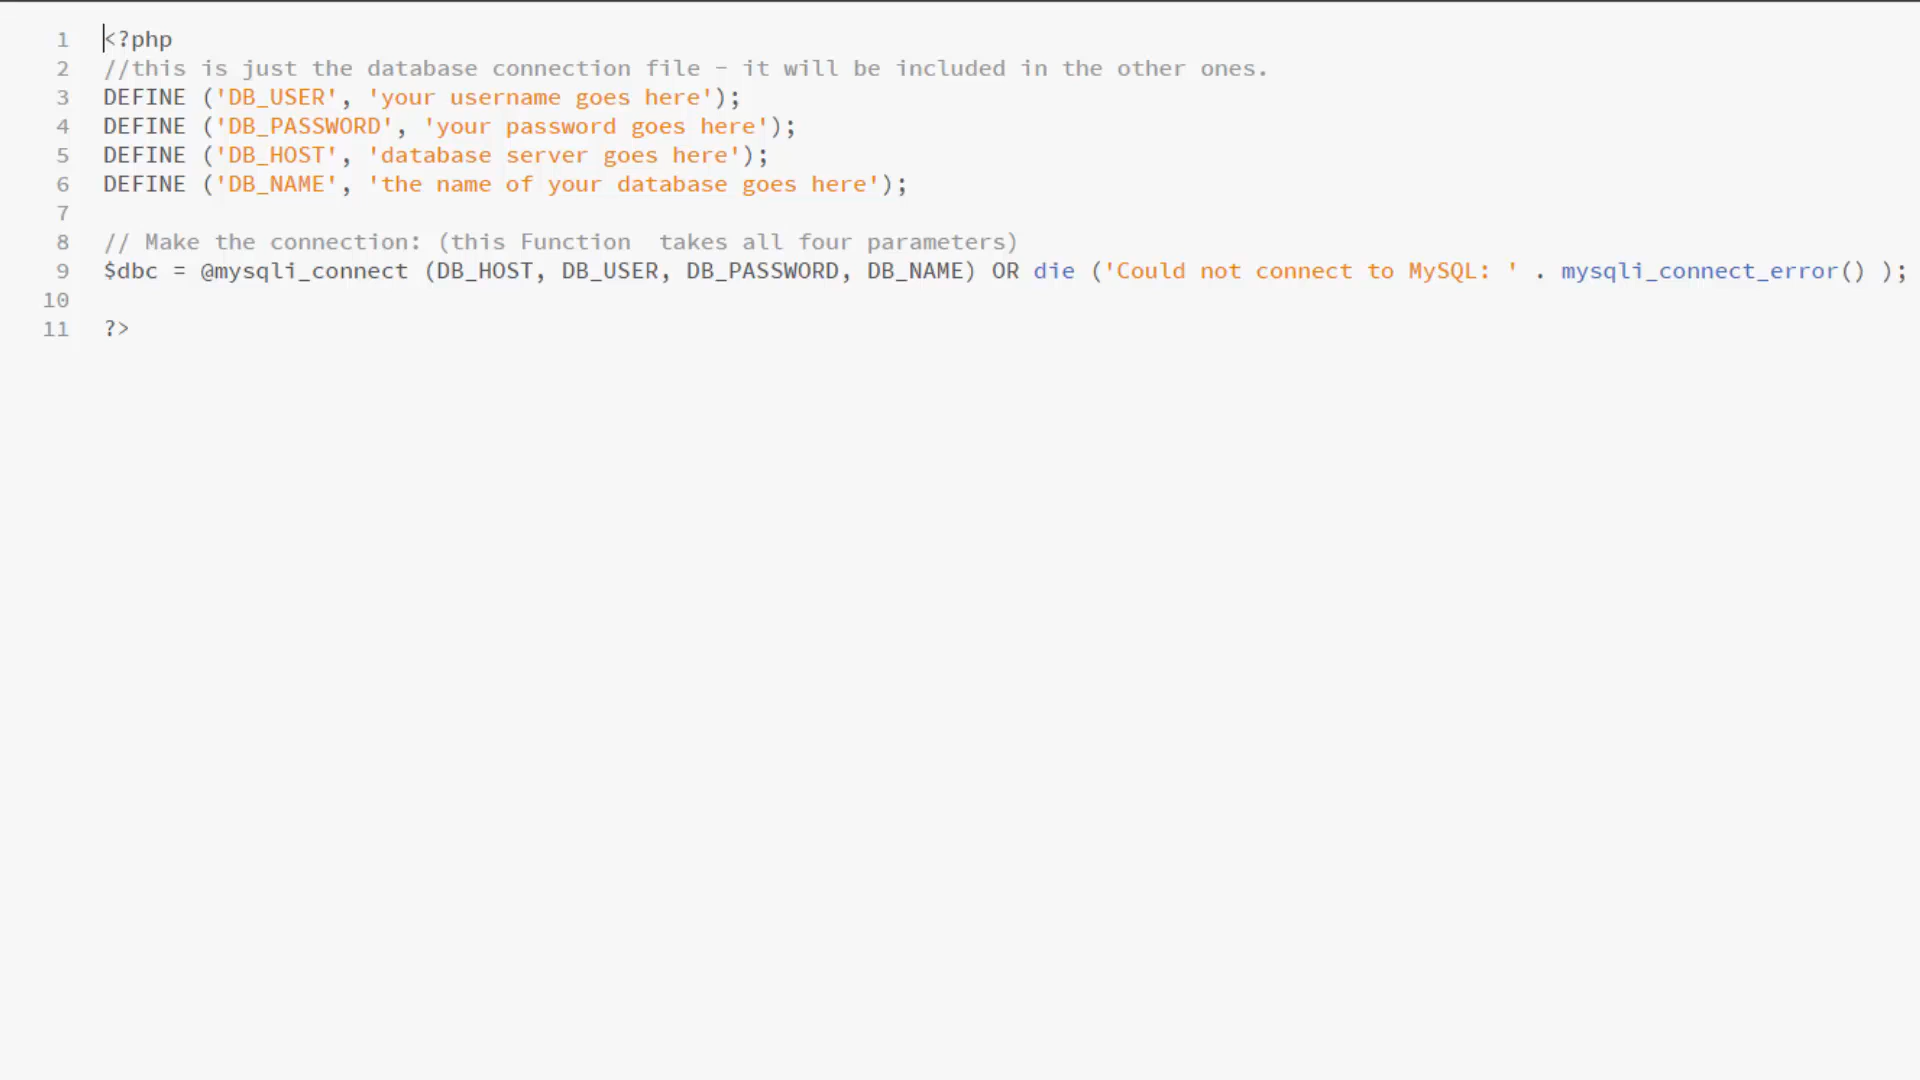 1 <?php
2 //this is just the database connection file - it will be included in the other ones.
3 DEFINE ('DB_USER', 'your username goes here');
4 DEFINE ('DB_PASSWORD', 'your password goes here');
5 DEFINE ('DB_HOST', 'database server goes here');
6 DEFINE ('DB_NAME', 'the name of your database goes here');
7
8 // Make the connection: (this Function  takes all four parameters)
9 $dbc = @mysqli_connect (DB_HOST, DB_USER, DB_PASSWORD, DB_NAME) OR die ('Could not connect to MySQL: ' . mysqli_connect_error() );
10
11 ?>